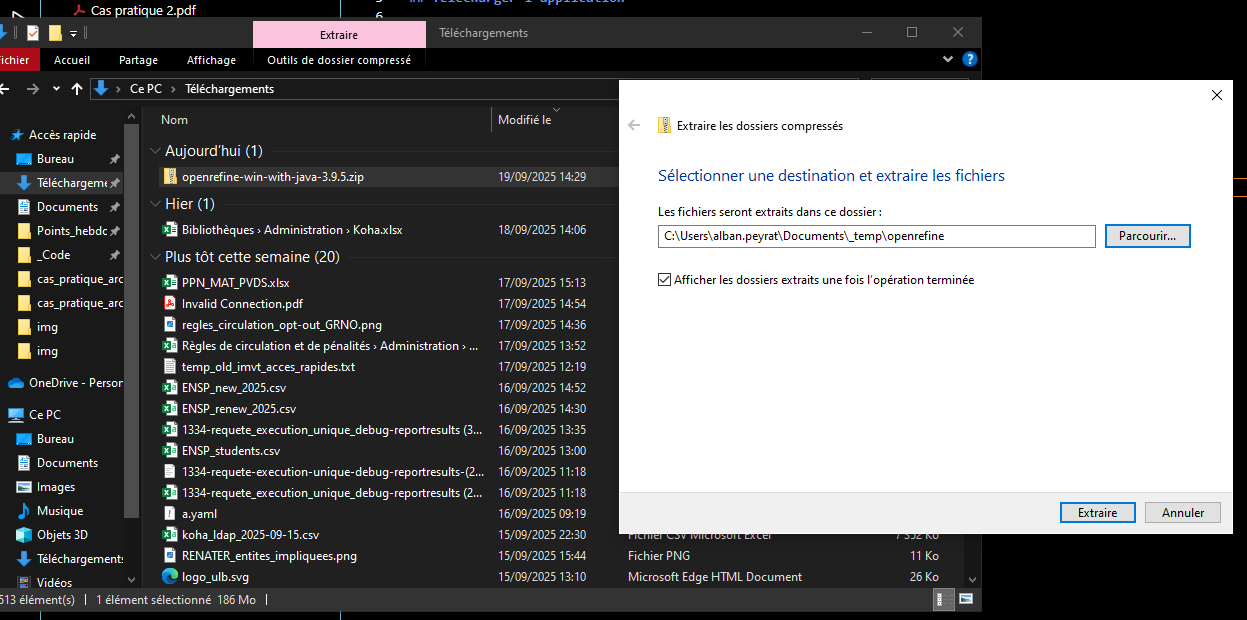 Cas pratique 2.pdf
6
Extraire
Téléchargements
ichier
Accueil
Partage
Affichage
Outils de dossier compressé
Ce PC
Téléchargements
Accès rapide
Bureau
Téléchargeme
Documents
Points_hebdo
_Code
cas_pratique_arc
cas_pratique_arc
img
img
OneDrive - Person
Ce PC
Bureau
Documents
Images
Musique
Objets 3D
Téléchargements
Vidéos
Nom
Modifié le
Aujourd'hui (1)
openrefine-win-with-java-3.9.5.zip 19/09/2025 14:29
Hier (1)
Bibliothèques › Administration › Koha.xlsx 18/09/2025 14:06
Plus tôt cette semaine (20)
PPN_MAT_PVDS.xlsx 17/09/2025 15:13
Invalid Connection.pdf 17/09/2025 14:54
regles_circulation_opt-out_GRNO.png 17/09/2025 14:36
Règles de circulation et de pénalités › Administration › ... 17/09/2025 13:52
temp_old_imvt_acces_rapides.txt 17/09/2025 12:19
ENSP_new_2025.csv 16/09/2025 14:52
ENSP_renew_2025.csv 16/09/2025 14:30
1334-requete_execution_unique_debug-reportresults (3... 16/09/2025 13:35
ENSP_students.csv 16/09/2025 13:00
1334-requete-execution-unique-debug-reportresults-(2... 16/09/2025 11:18
1334-requete_execution_unique_debug-reportresults (2... 16/09/2025 11:18
a.yaml 16/09/2025 09:19
koha_ldap_2025-09-15.csv 15/09/2025 22:30 Fichier CSV Microsoft Excel 7 352 Ko
RENATER_entites_impliquees.png 15/09/2025 15:44 Fichier PNG 11 Ko
logo_ulb.svg 15/09/2025 13:10 Microsoft Edge HTML Document 26 Ko
513 élément(s)
1 élément sélectionné 186 Mo
Extraire les dossiers compressés
Sélectionner une destination et extraire les fichiers
Les fichiers seront extraits dans ce dossier :
C:\Users\alban.peyrat\Documents\_temp\openrefine
Parcourir...
Afficher les dossiers extraits une fois l'opération terminée
Extraire
Annuler